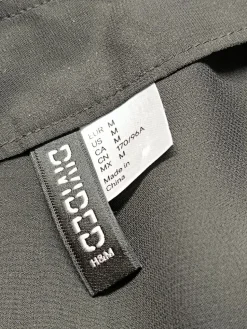 EUR M
US M
CA M
CN 170/96A
MX M
Made in
China
DIVIDED
H&M